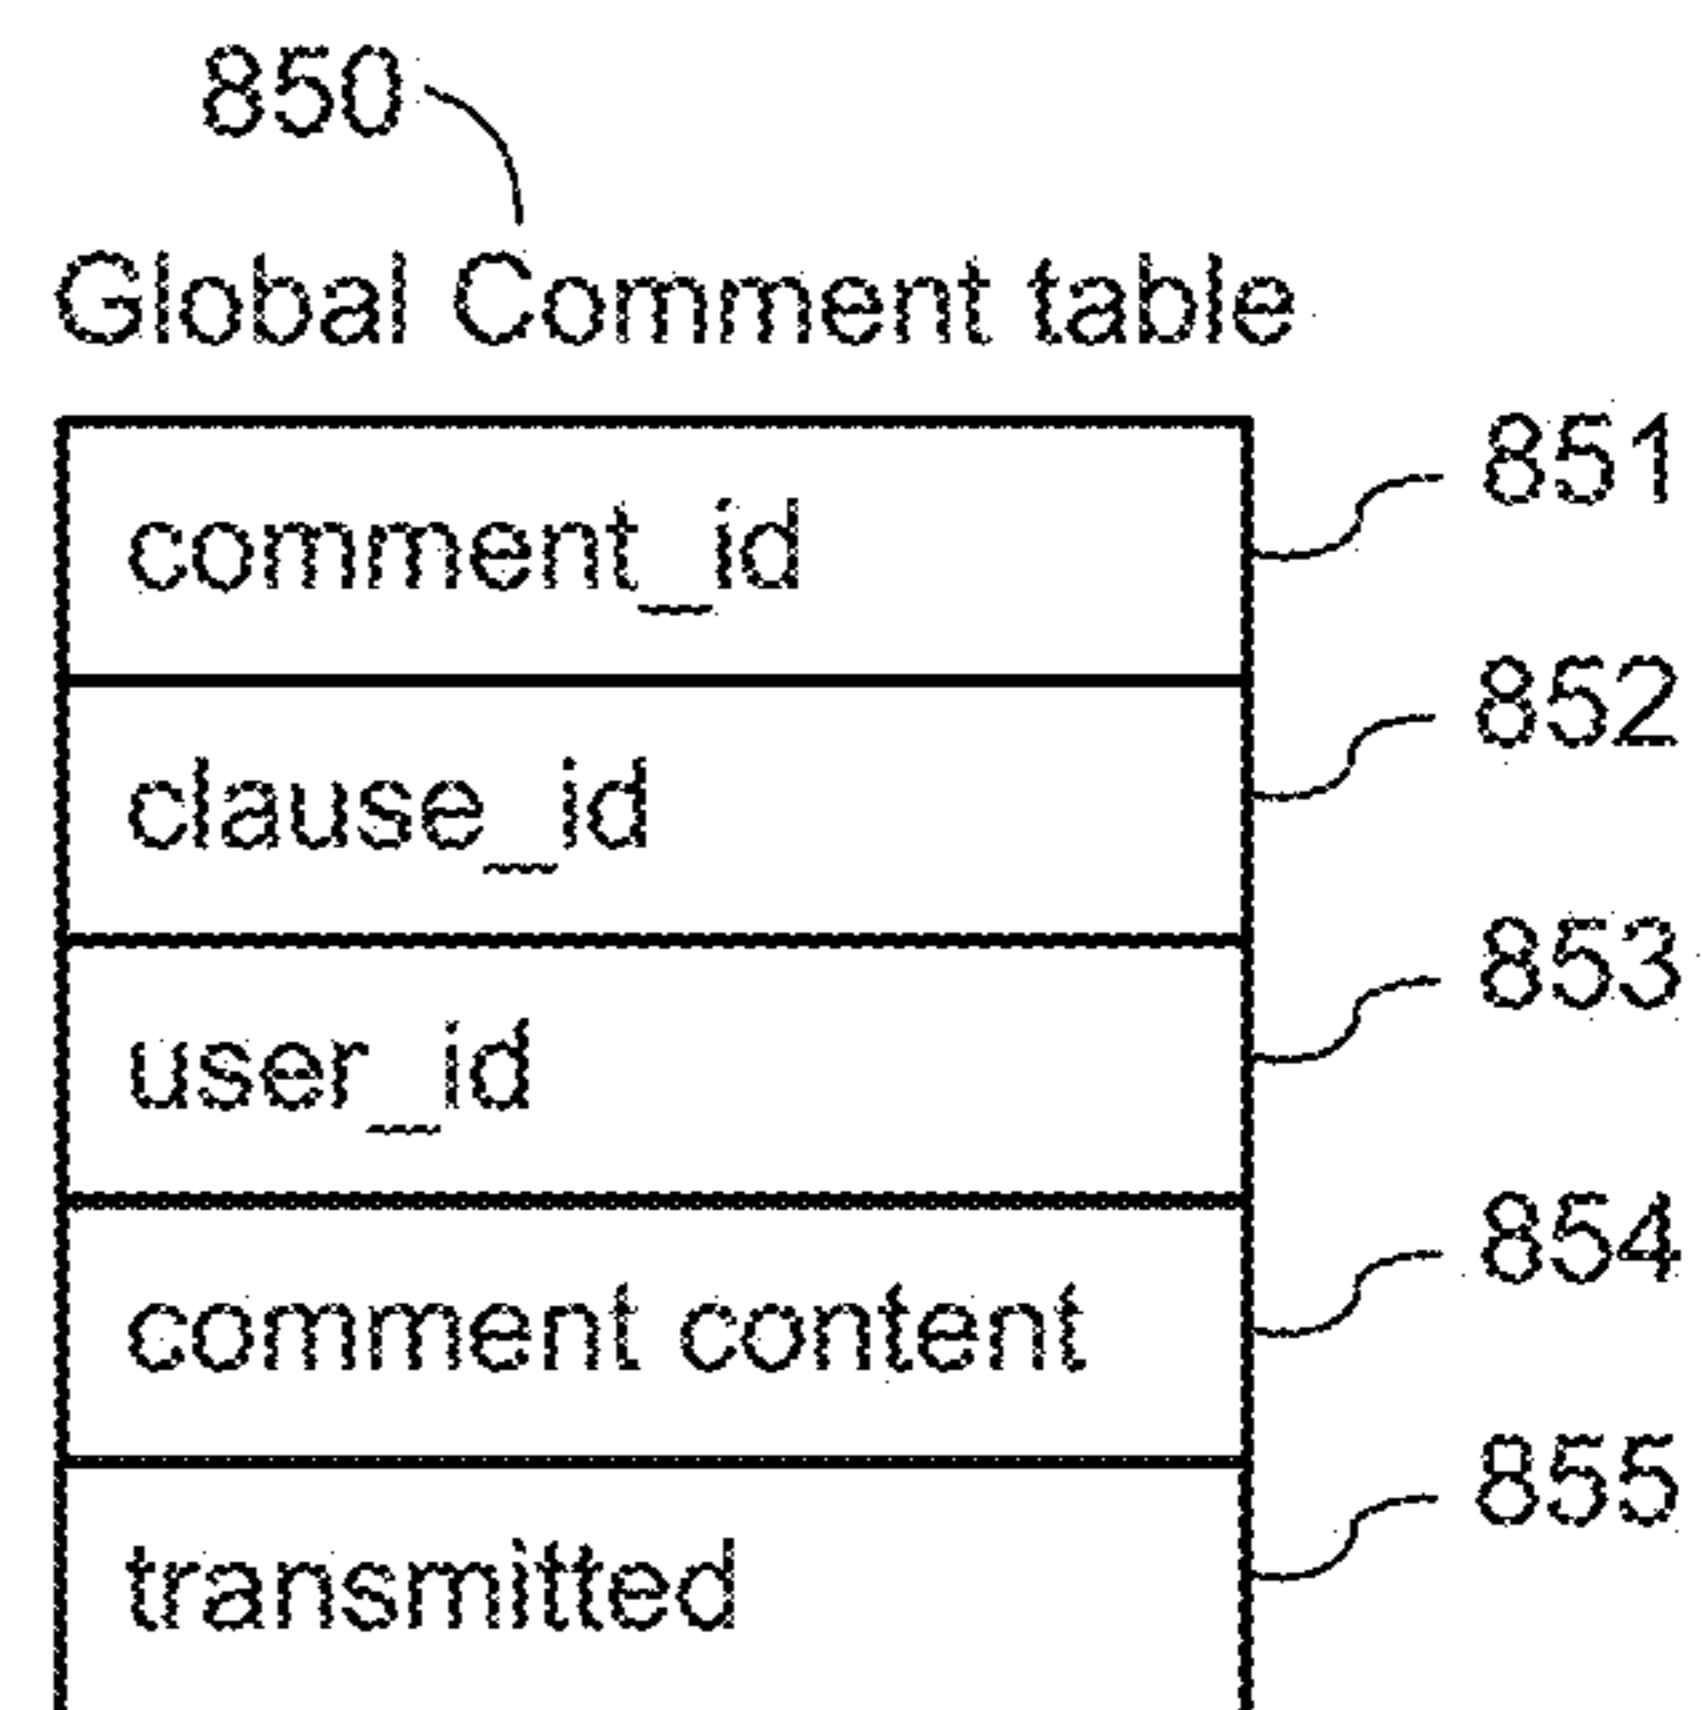 850
Global Comment table
comment_id 851
clause_id 852
user_id 853
comment content 854
transmitted 855